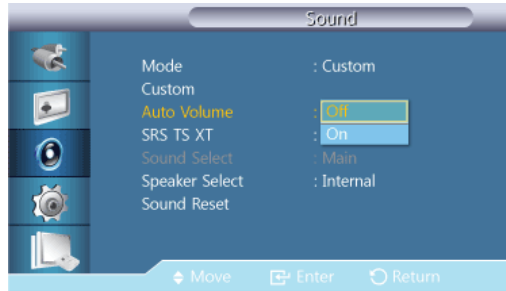 Sound
Mode : Custom
Custom
Auto Volume : Off
SRS TS XT : On
Sound Select : Main
Speaker Select : Internal
Sound Reset
Move Enter Return